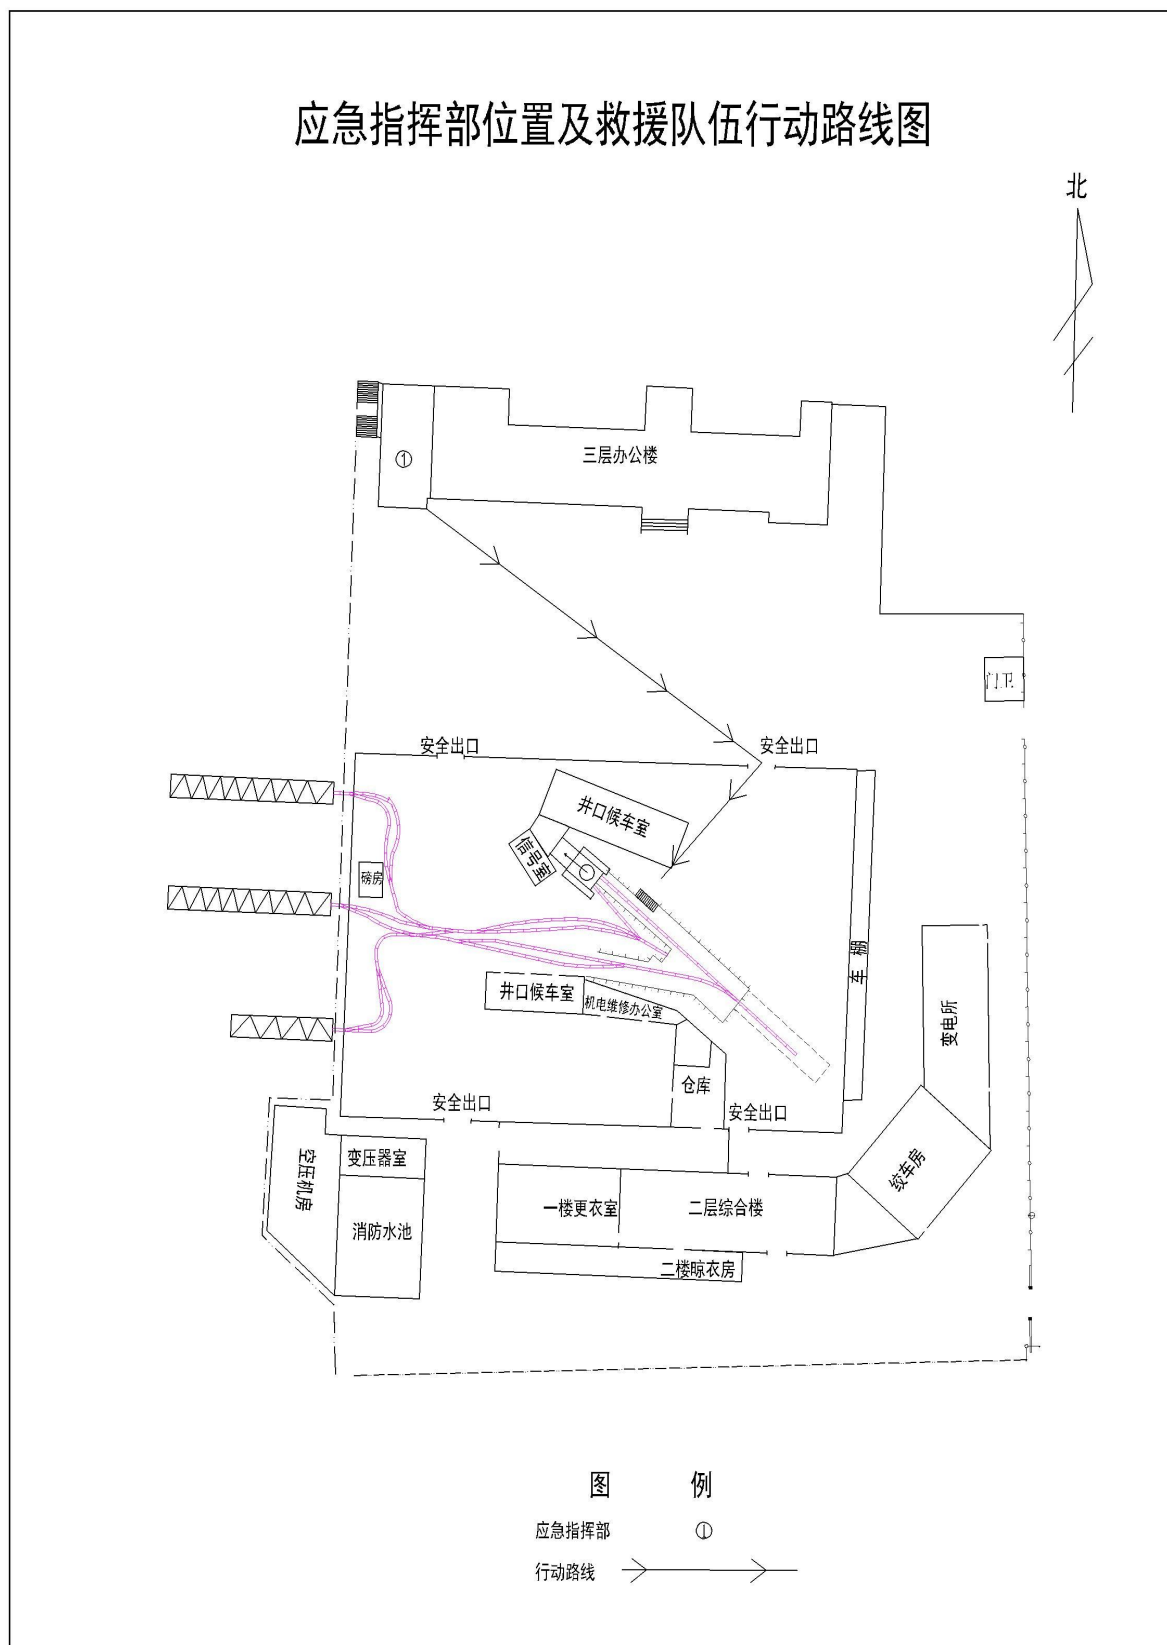 应急指挥部位置及救援队伍行动路线图
北
三层办公楼
①
门卫
安全出口
安全出口
井口候车室
信号室
磅房
车棚
井口候车室
机电维修办公室
变电所
仓库
安全出口
安全出口
空压机房
变压器室
绞车房
消防水池
一楼更衣室
二层综合楼
二楼晾衣房
图 例
应急指挥部 ①
行动路线